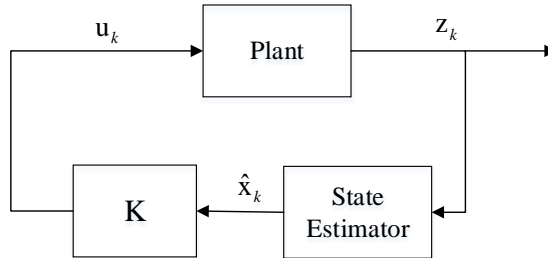 u_k
z_k
Plant
x̂_k
K
State
Estimator